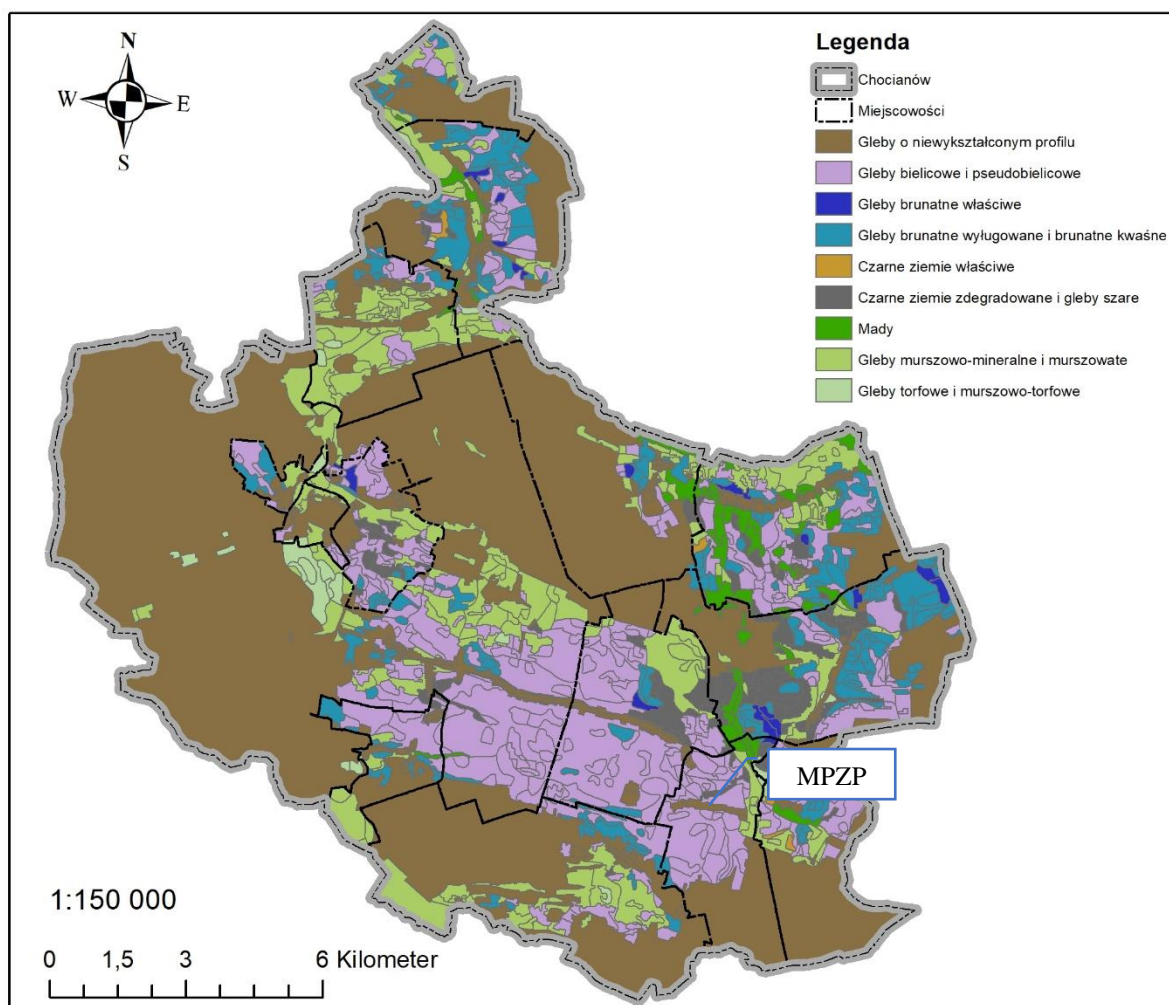 N
W
E
S
Legenda
Chocianów
Miejscowości
Gleby o niewykształconym profilu
Gleby bielicowe i pseudobielicowe
Gleby brunatne właściwe
Gleby brunatne wyługowane i brunatne kwaśne
Czarne ziemie właściwe
Czarne ziemie zdegradowane i gleby szare
Mady
Gleby murszowo-mineralne i murszowate
Gleby torfowe i murszowo-torfowe
MPZP
1:150 000
0 1,5 3 6 Kilometer